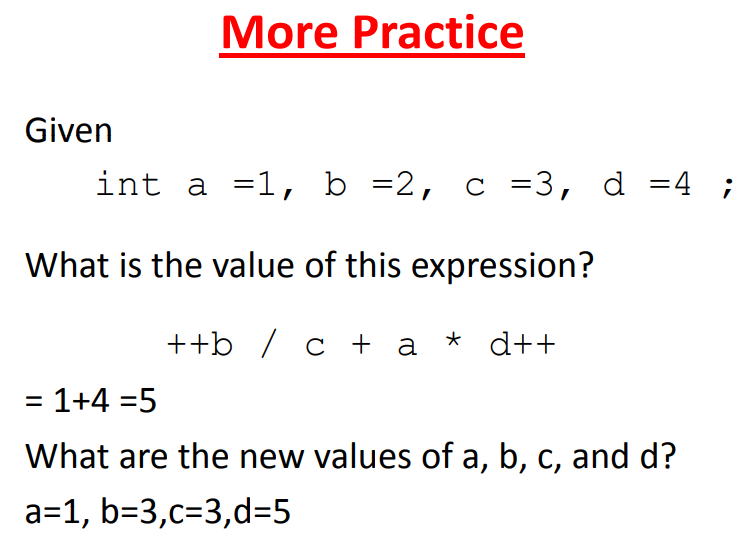 More Practice
Given
int a =1, b =2, c =3, d =4 ;
What is the value of this expression?
++b / c + a * d++
= 1+4 =5
What are the new values of a, b, c, and d?
a=1, b=3,c=3,d=5